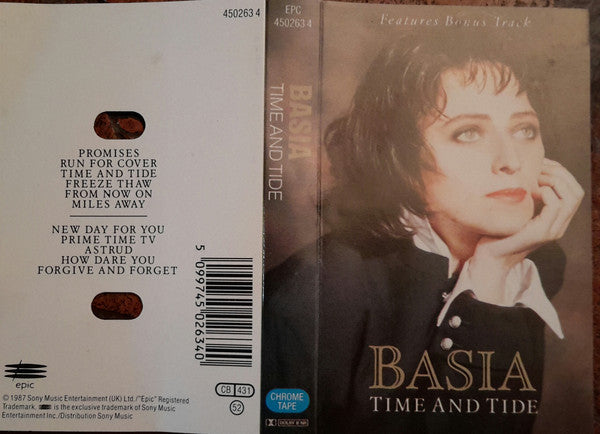 450263 4
PROMISES
RUN FOR COVER
TIME AND TIDE
FREEZE THAW
FROM NOW ON
MILES AWAY
NEW DAY FOR YOU
PRIME TIME TV
ASTRUD
HOW DARE YOU
FORGIVE AND FORGET
5 099745 026340
epic
CB 431
52
© 1987 Sony Music Entertainment (UK) Ltd./"Epic" Registered
Trademark, is the exclusive trademark of Sony Music
Entertainment Inc./Distribution Sony Music
EPC
450263 4
BASIA
TIME AND TIDE
CHROME
TAPE
DOLBY B NR
Features Bonus Track
BASIA
TIME AND TIDE